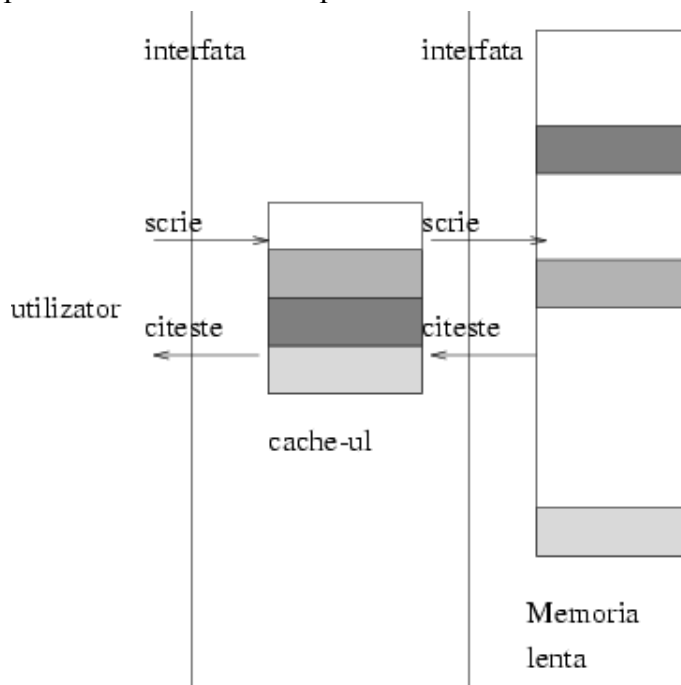 interfata interfata
scrie scrie
utilizator
citeste citeste
cache-ul
Memoria
lenta